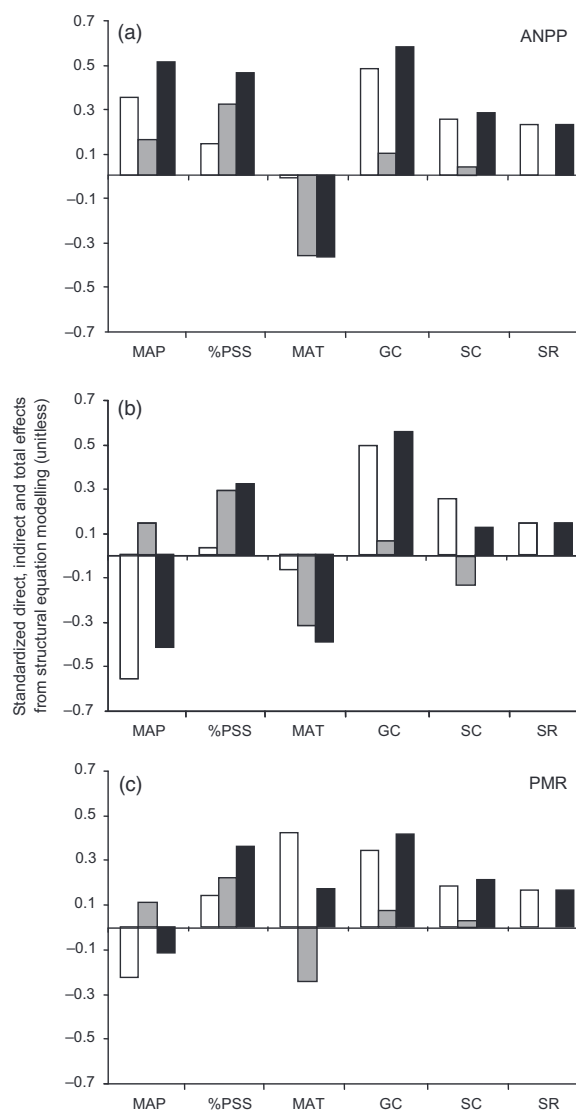 Standardized direct, indirect and total effects
from structural equation modelling (unitless)
(a)
ANPP
0.7
0.5
0.3
0.1
–0.1
–0.3
–0.5
–0.7
MAP %PSS MAT GC SC SR
(b)
0.7
0.5
0.3
0.1
–0.1
–0.3
–0.5
–0.7
MAP %PSS MAT GC SC SR
(c)
PMR
0.7
0.5
0.3
0.1
–0.1
–0.3
–0.5
–0.7
MAP %PSS MAT GC SC SR